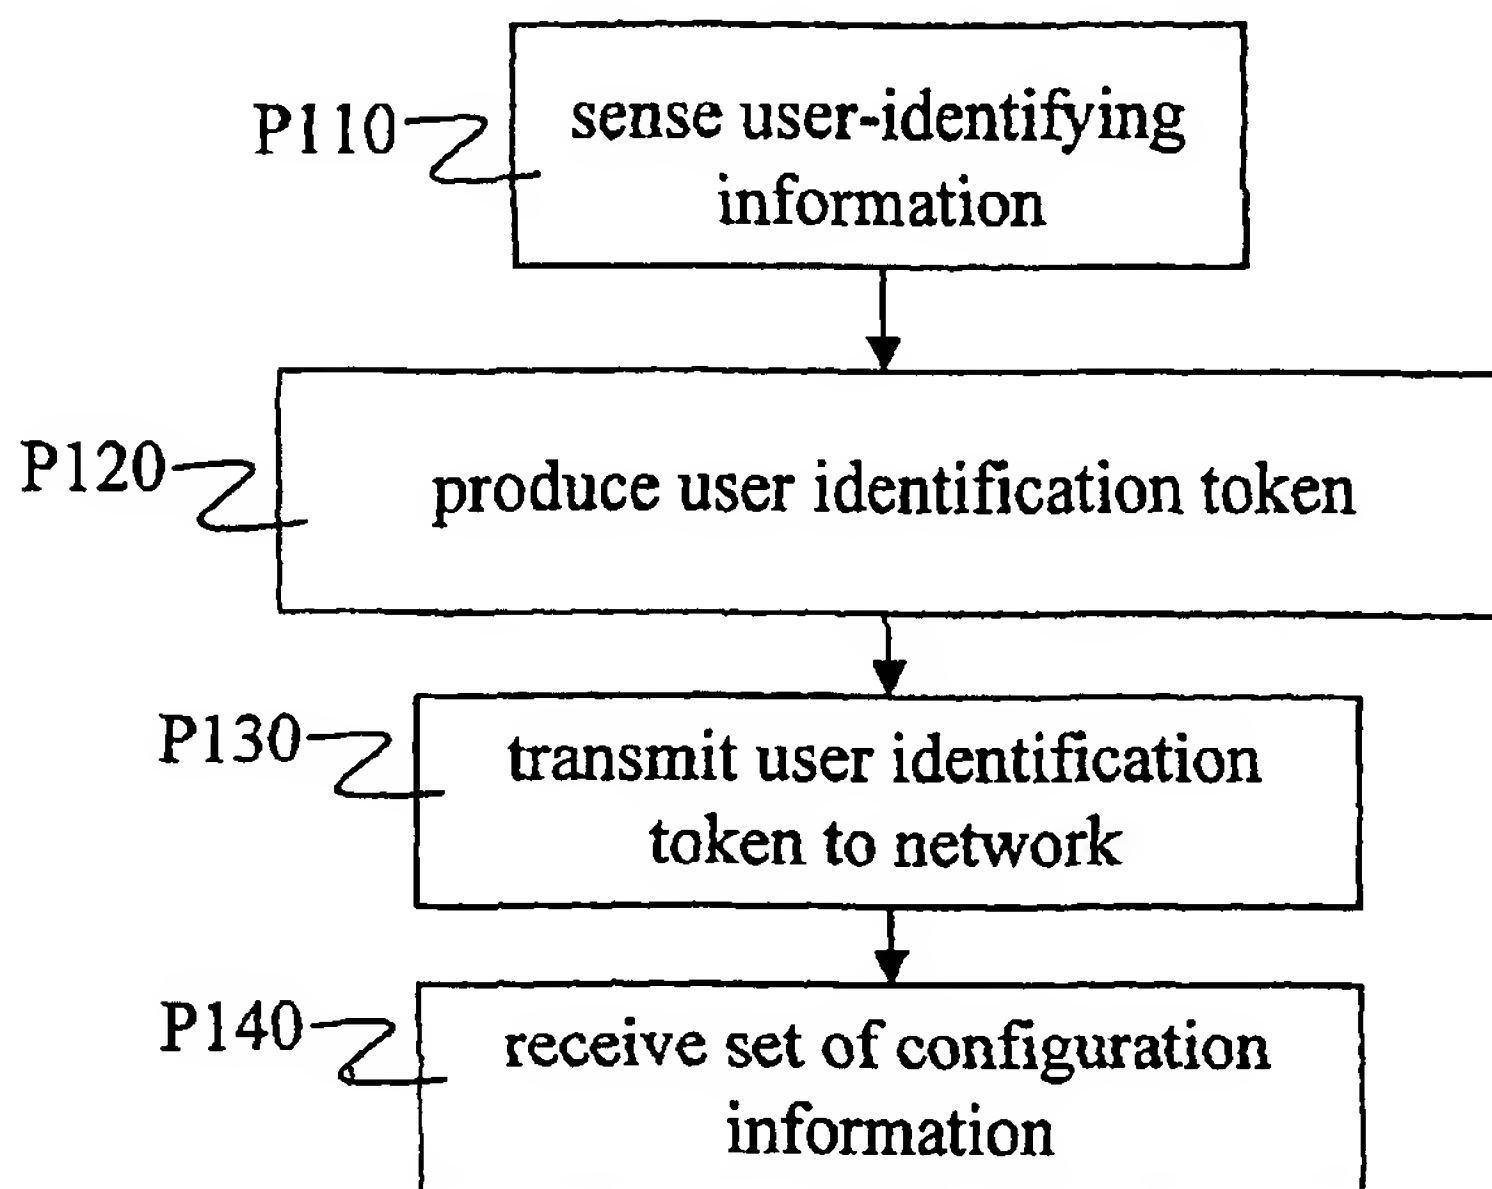 P110
sense user-identifying
information
P120
produce user identification token
P130
transmit user identification
token to network
P140
receive set of configuration
information